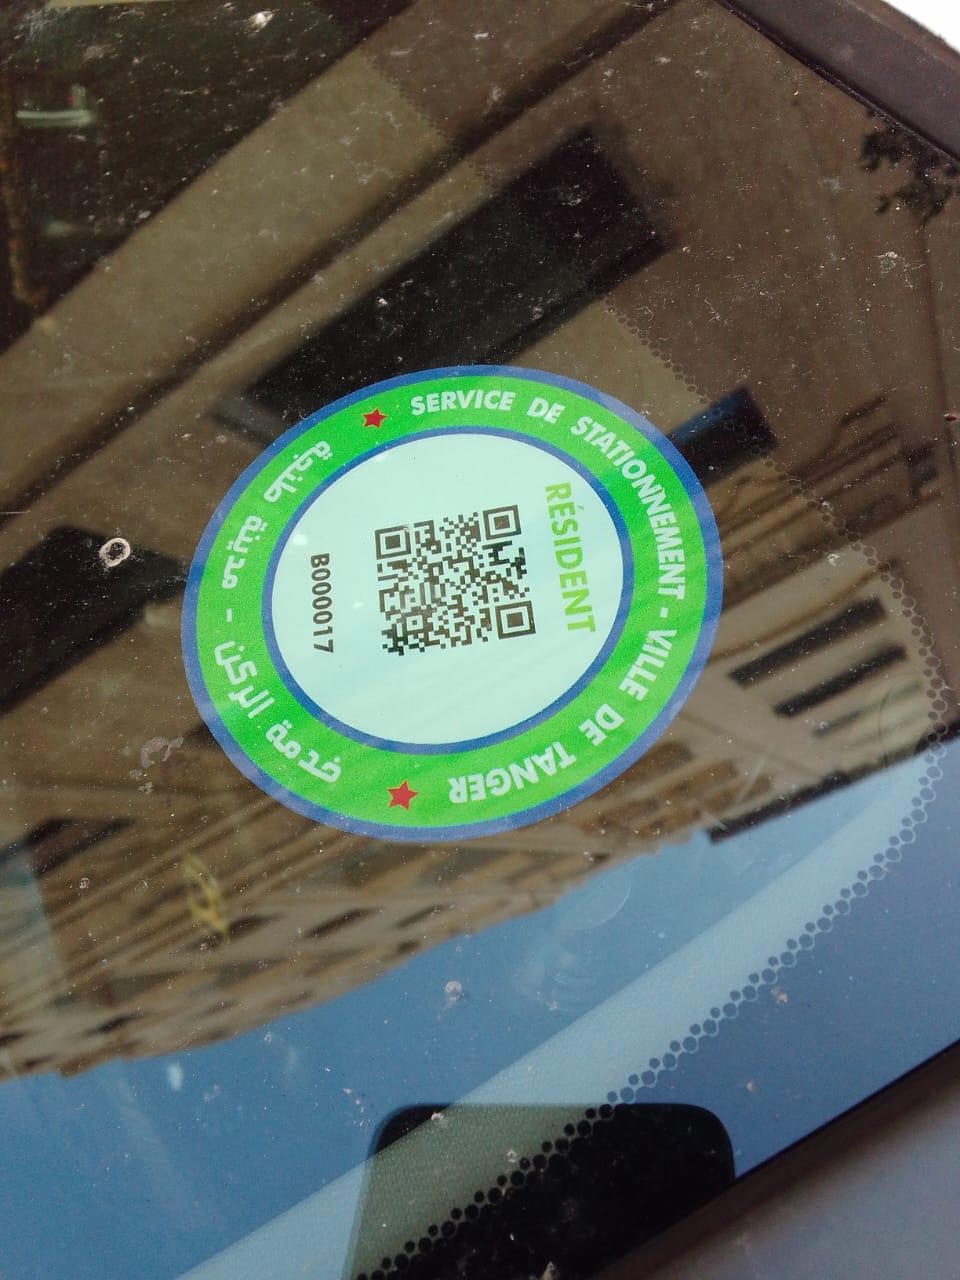 SERVICE DE STATIONNEMENT - VILLE DE TANGER
RÉSIDENT
B000017
خدمة الركن - مدينة طنجة